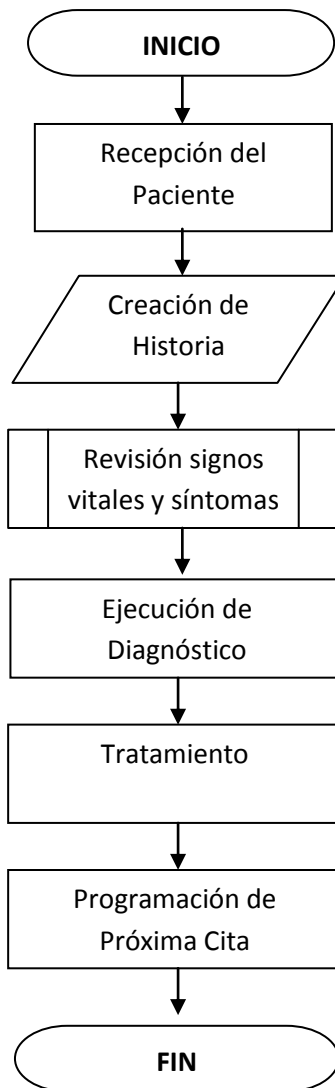 INICIO
Recepción del
Paciente
Creación de
Historia
Revisión signos
vitales y síntomas
Ejecución de
Diagnóstico
Tratamiento
Programación de
Próxima Cita
FIN